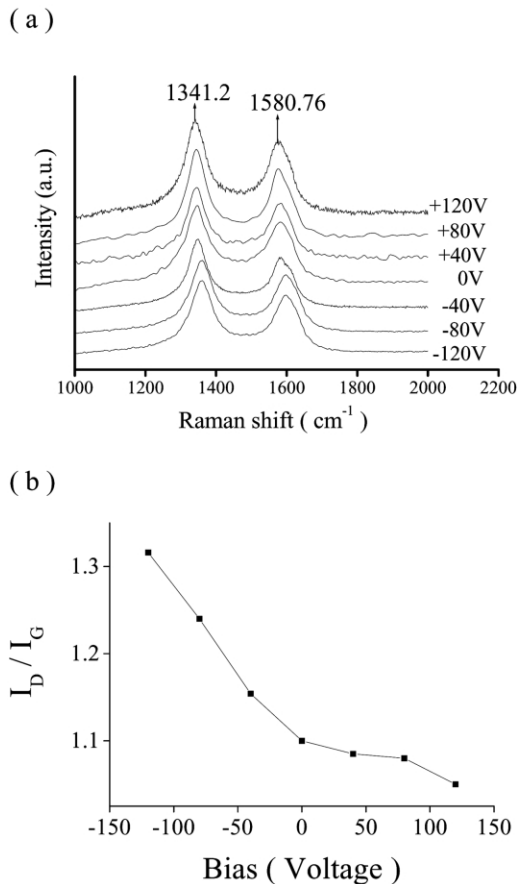 ( a )
1341.2
1580.76
Intensity (a.u.)
+120V
+80V
+40V
0V
-40V
-80V
-120V
1000 1200 1400 1600 1800 2000 2200
Raman shift ( cm⁻¹ )
( b )
I_D / I_G
1.3
1.2
1.1
-150 -100 -50 0 50 100 150
Bias ( Voltage )